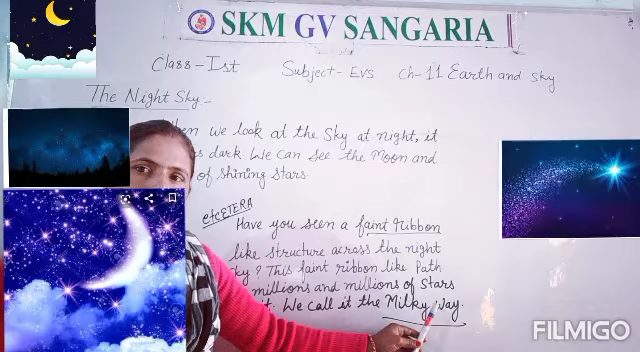 SKM GV SANGARIA
Class-Ist Subject-EVS Ch-11 Earth and sky
The Night Sky:-
en we look at the Sky at night, it
s dark. We can see the Moon and
of shining stars.
etcETERA
Have you seen a faint ribbon
like structure across the night
ky? This faint ribbon like Path
millions and millions of stars
it. We call it the Milky Way.
FILMIGO